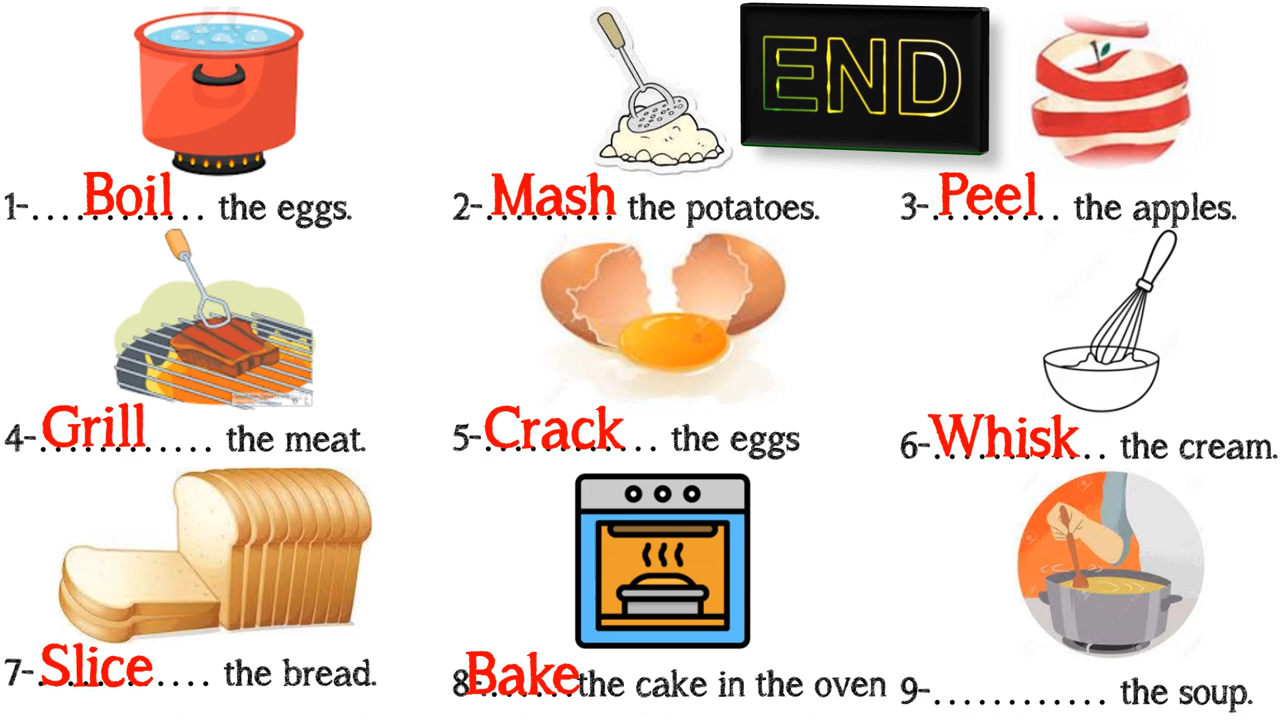 END
1-....Boil.... the eggs.
2-.Mash. the potatoes.
3-.Peel.. the apples.
4-.Grill.... the meat.
5-.Crack.. the eggs
6-.Whisk.. the cream.
7-.Slice.... the bread.
8-.Bake the cake in the oven
9-............ the soup.